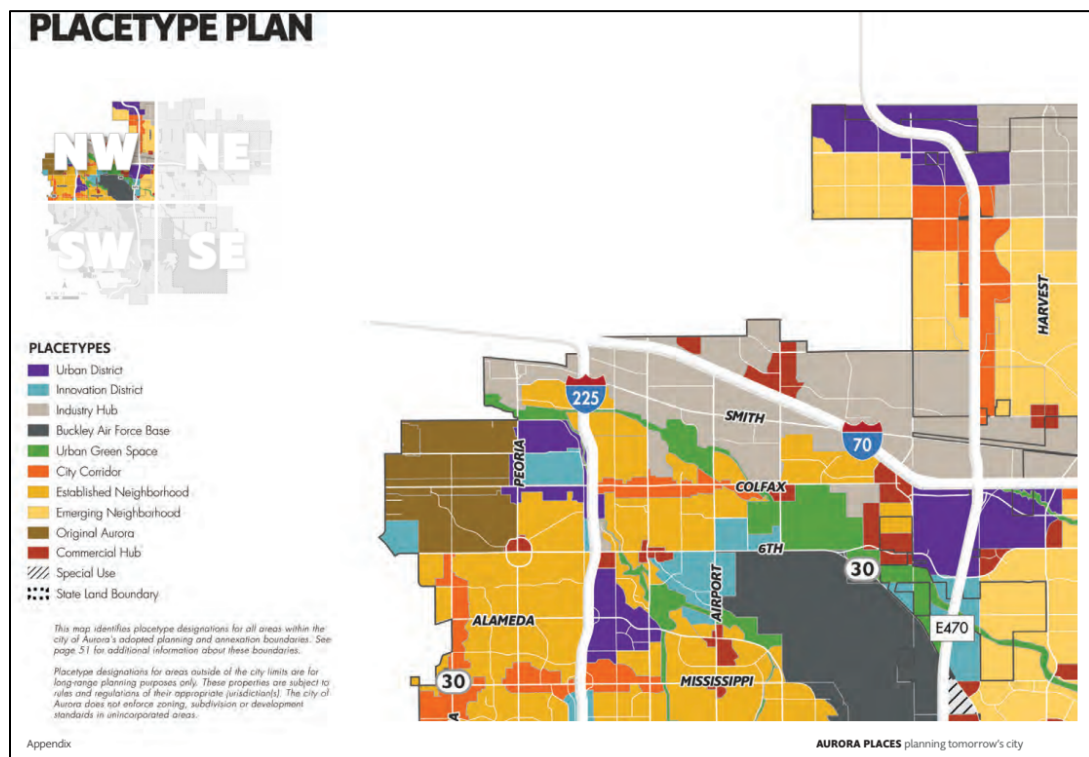 PLACETYPE PLAN
NW
NE
SW
SE
PLACETYPES
Urban District
Innovation District
Industry Hub
Buckley Air Force Base
Urban Green Space
City Corridor
Established Neighborhood
Emerging Neighborhood
Original Aurora
Commercial Hub
Special Use
State Land Boundary
This map identifies placetype designations for all areas within the
city of Aurora's adopted planning and annexation boundaries. See
page 51 for additional information about these boundaries.
Placetype designations for areas outside of the city limits are for
long-range planning purposes only. These properties are subject to
rules and regulations of their appropriate jurisdiction(s). The city of
Aurora does not enforce zoning, subdivision or development
standards in unincorporated areas.
HARVEST
225
SMITH
70
PEORIA
COLFAX
6TH
30
AIRPORT
ALAMEDA
E470
30
MISSISSIPPI
A
Appendix
AURORA PLACES planning tomorrow's city